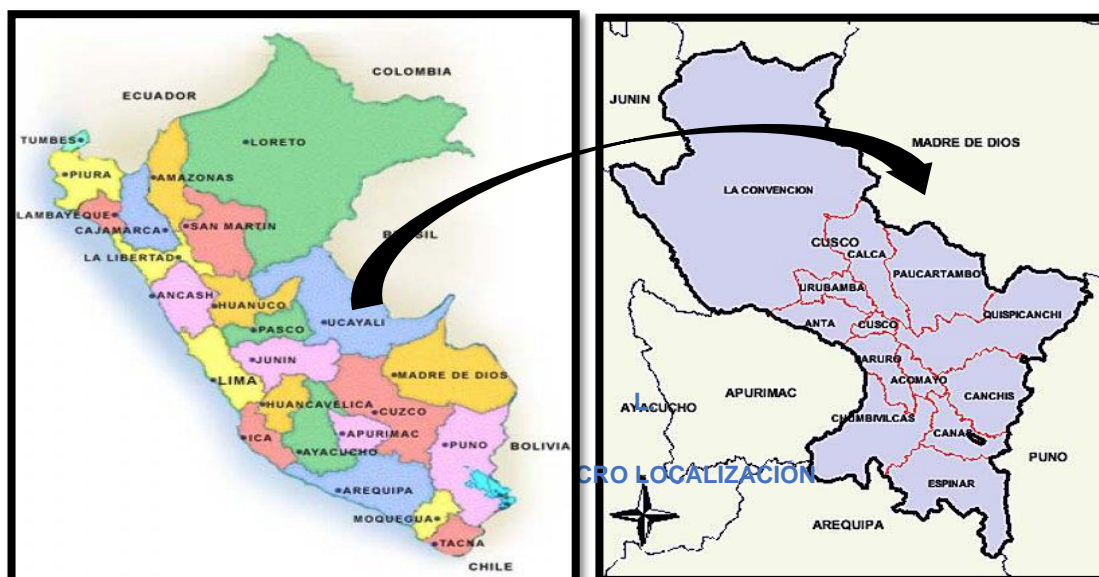 COLOMBIA
ECUADOR
TUMBES
LORETO
PIURA
AMAZONAS
LAMBAYEQUE
SAN MARTIN
CAJAMARCA
LA LIBERTAD
ANCASH
HUANUCO
UCAYALI
PASCO
JUNIN
LIMA
MADRE DE DIOS
HUANCAVELICA
CUZCO
ICA
APURIMAC
PUNO
BOLIVIA
AYACUCHO
AREQUIPA
MOQUEGUA
TACNA
CHILE
JUNIN
MADRE DE DIOS
LA CONVENCION
CUSCO
CALCA
PAUCARTAMBO
URUBAMBA
QUISPICANCHI
ANTA
CUSCO
ACOMAYO
APURIMAC
CANCHIS
L
AYACUCHO
CHUMBIVILCAS
CANAS
PUNO
CRO LOCALIZACIÓN
ESPINAR
AREQUIPA